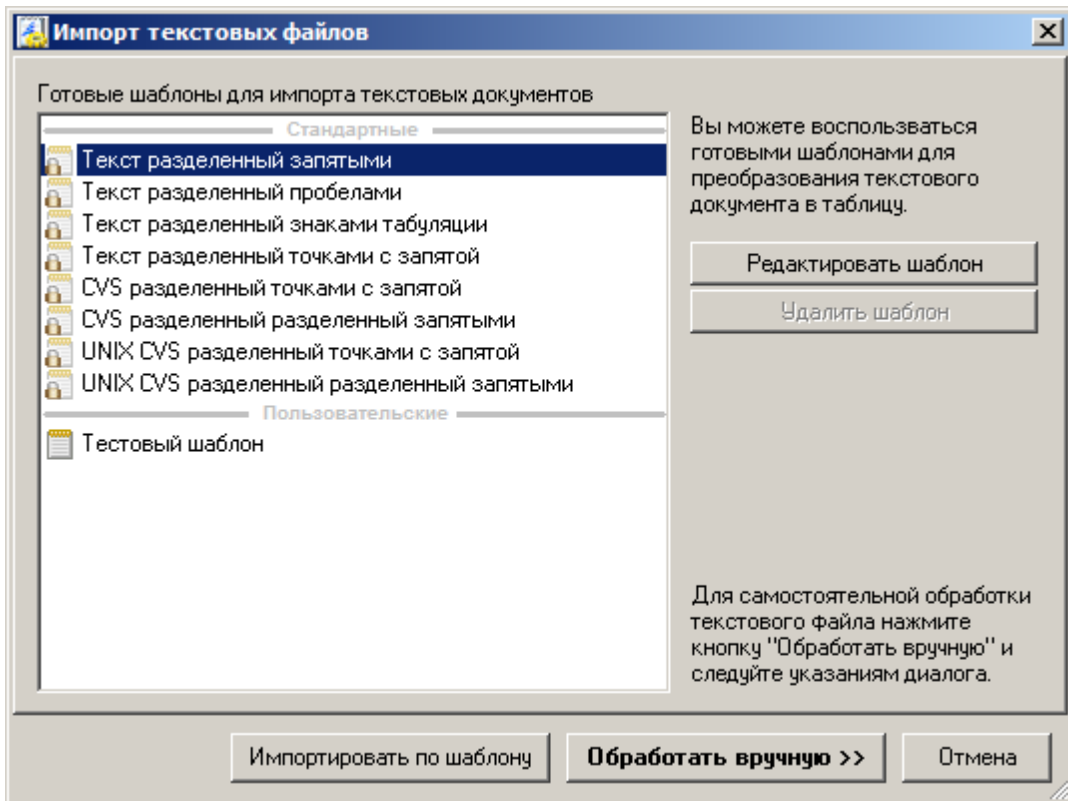 Импорт текстовых файлов
Готовые шаблоны для импорта текстовых документов
Стандартные
Текст разделенный запятыми
Текст разделенный пробелами
Текст разделенный знаками табуляции
Текст разделенный точками с запятой
CVS разделенный точками с запятой
CVS разделенный разделенный запятыми
UNIX CVS разделенный точками с запятой
UNIX CVS разделенный разделенный запятыми
Пользовательские
Тестовый шаблон
Вы можете воспользваться
готовыми шаблонами для
преобразования текстового
документа в таблицу.
Редактировать шаблон
Удалить шаблон
Для самостоятельной обработки
текстового файла нажмите
кнопку "Обработать вручную" и
следуйте указаниям диалога.
Импортировать по шаблону
Обработать вручную >>
Отмена